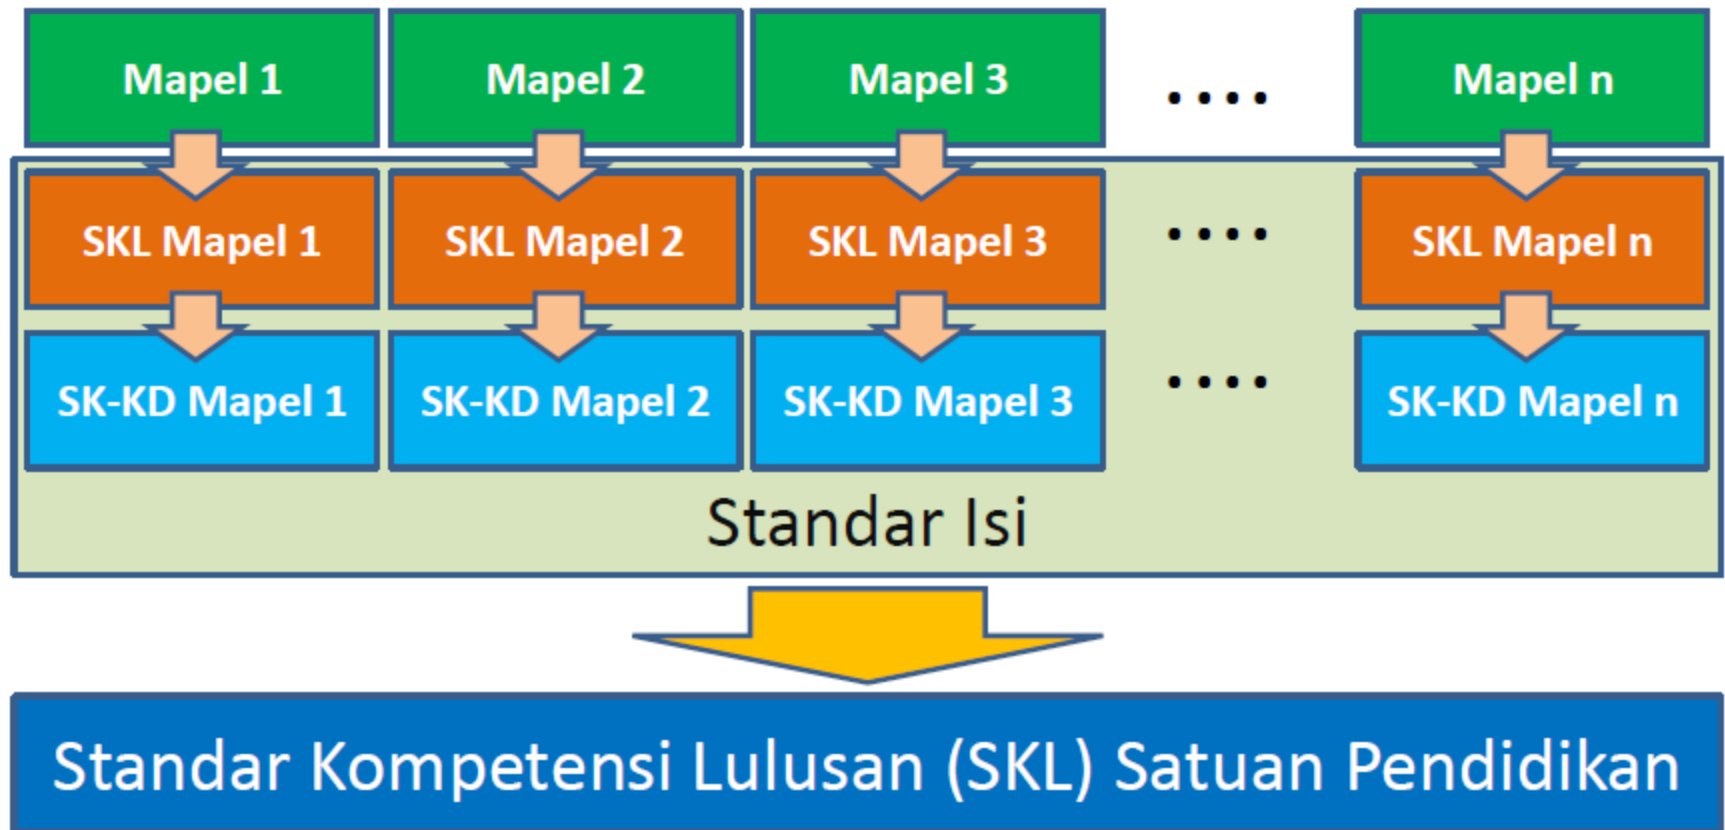 Mapel 1 Mapel 2 Mapel 3 .... Mapel n
SKL Mapel 1 SKL Mapel 2 SKL Mapel 3 .... SKL Mapel n
SK-KD Mapel 1 SK-KD Mapel 2 SK-KD Mapel 3 .... SK-KD Mapel n
Standar Isi
Standar Kompetensi Lulusan (SKL) Satuan Pendidikan